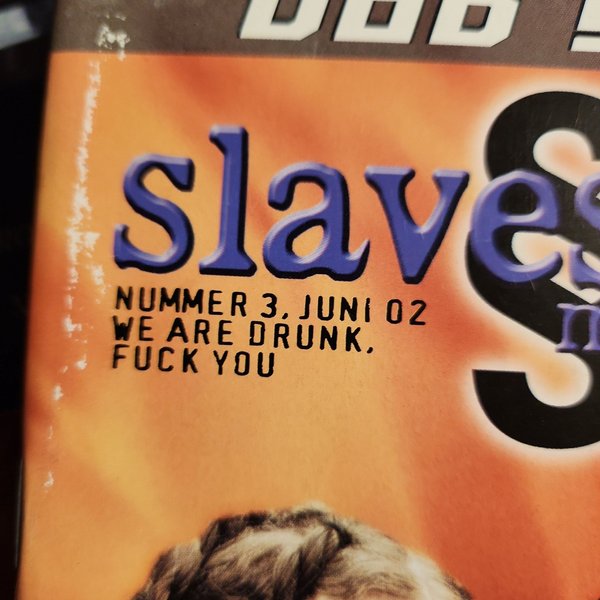 slaves
NUMMER 3, JUNI 02
WE ARE DRUNK,
FUCK YOU